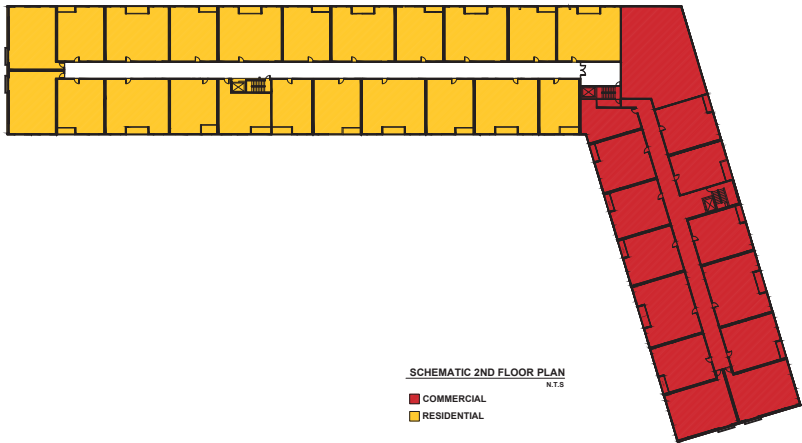 SCHEMATIC 2ND FLOOR PLAN
N.T.S
COMMERCIAL
RESIDENTIAL